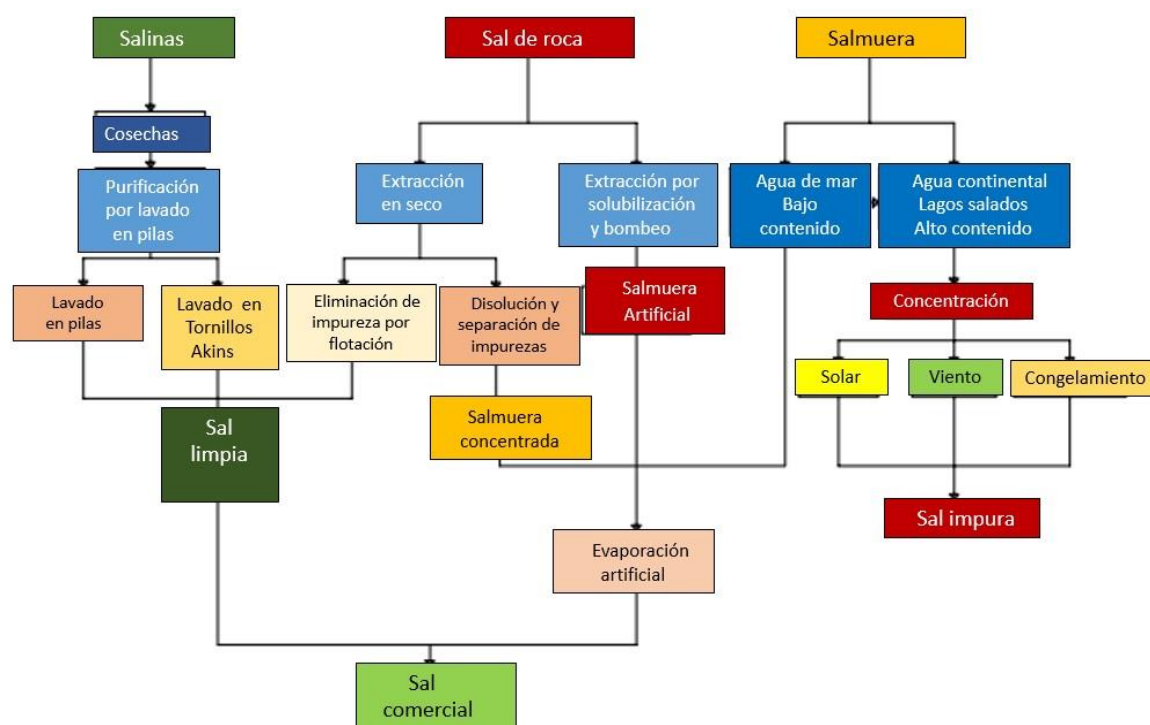 Salinas
Sal de roca
Salmuera
Cosechas
Purificación
por lavado
en pilas
Extracción
en seco
Extracción por
solubilización
y bombeo
Agua de mar
Bajo
contenido
Agua continental
Lagos salados
Alto contenido
Lavado
en pilas
Lavado en
Tornillos
Akins
Eliminación de
impureza por
flotación
Disolución y
separación de
impurezas
Salmuera
Artificial
Concentración
Solar
Viento
Congelamiento
Sal
limpia
Salmuera
concentrada
Sal impura
Evaporación
artificial
Sal
comercial